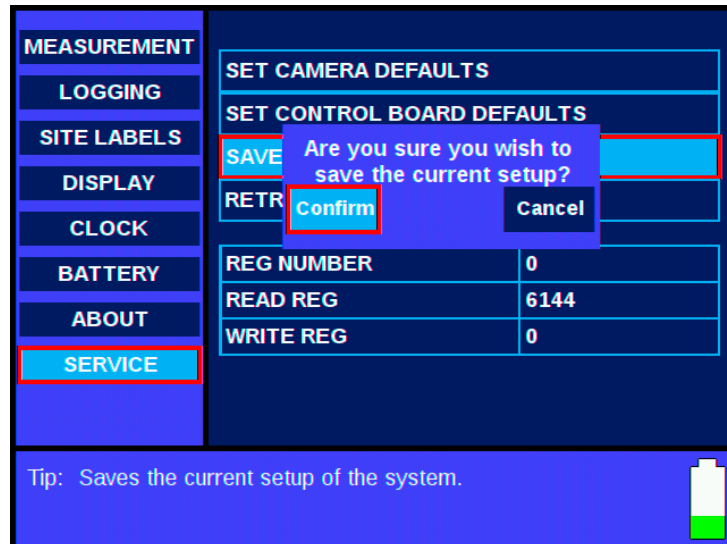 MEASUREMENT
LOGGING
SITE LABELS
DISPLAY
CLOCK
BATTERY
ABOUT
SERVICE
SET CAMERA DEFAULTS
SET CONTROL BOARD DEFAULTS
SAVE
RETR
Are you sure you wish to
save the current setup?
Confirm Cancel
REG NUMBER 0
READ REG 6144
WRITE REG 0
Tip: Saves the current setup of the system.